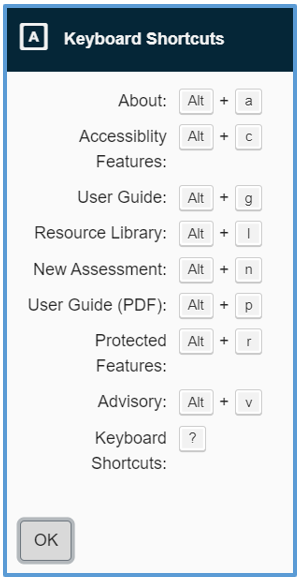 A Keyboard Shortcuts
About: Alt + a
Accessiblity Alt + c
Features:
User Guide: Alt + g
Resource Library: Alt + l
New Assessment: Alt + n
User Guide (PDF): Alt + p
Protected Alt + r
Features:
Advisory: Alt + v
Keyboard ?
Shortcuts:
OK